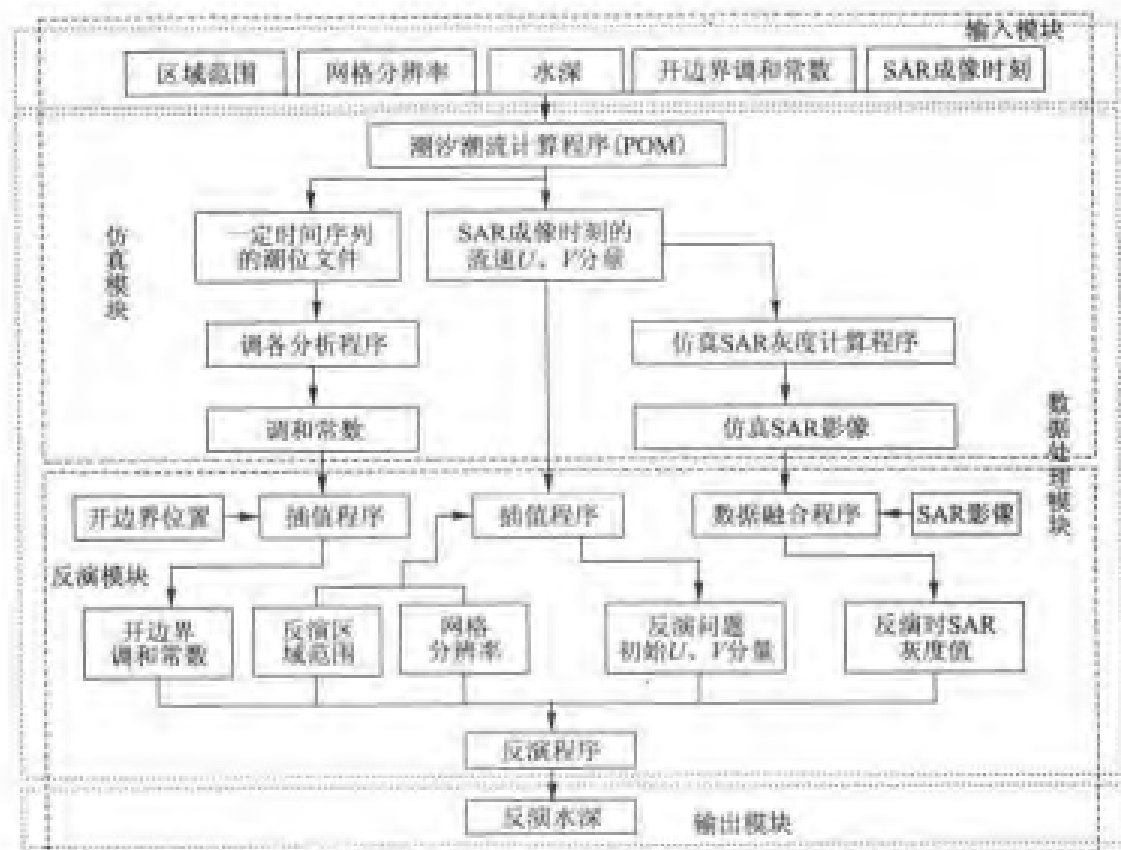 输入模块
区域范围
网格分辨率
水深
开边界调和常数
SAR成像时刻
潮汐潮流计算程序(POM)
仿真模块
一定时间序列
的潮位文件
SAR成像时刻的
流速U、V分量
调各分析程序
仿真SAR灰度计算程序
调和常数
仿真SAR影像
数据处理模块
开边界位置
插值程序
插值程序
数据融合程序
SAR影像
反演模块
开边界
调和常数
反演区
域范围
网格
分辨率
反演问题
初始U、V分量
反演时SAR
灰度值
反演程序
反演水深
输出模块